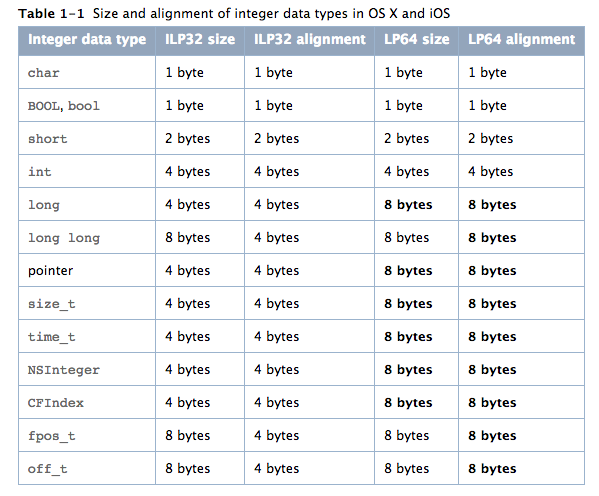 Table 1-1 Size and alignment of integer data types in OS X and iOS
Integer data type ILP32 size ILP32 alignment LP64 size LP64 alignment
char 1 byte 1 byte 1 byte 1 byte
BOOL, bool 1 byte 1 byte 1 byte 1 byte
short 2 bytes 2 bytes 2 bytes 2 bytes
int 4 bytes 4 bytes 4 bytes 4 bytes
long 4 bytes 4 bytes 8 bytes 8 bytes
long long 8 bytes 4 bytes 8 bytes 8 bytes
pointer 4 bytes 4 bytes 8 bytes 8 bytes
size_t 4 bytes 4 bytes 8 bytes 8 bytes
time_t 4 bytes 4 bytes 8 bytes 8 bytes
NSInteger 4 bytes 4 bytes 8 bytes 8 bytes
CFIndex 4 bytes 4 bytes 8 bytes 8 bytes
fpos_t 8 bytes 4 bytes 8 bytes 8 bytes
off_t 8 bytes 4 bytes 8 bytes 8 bytes